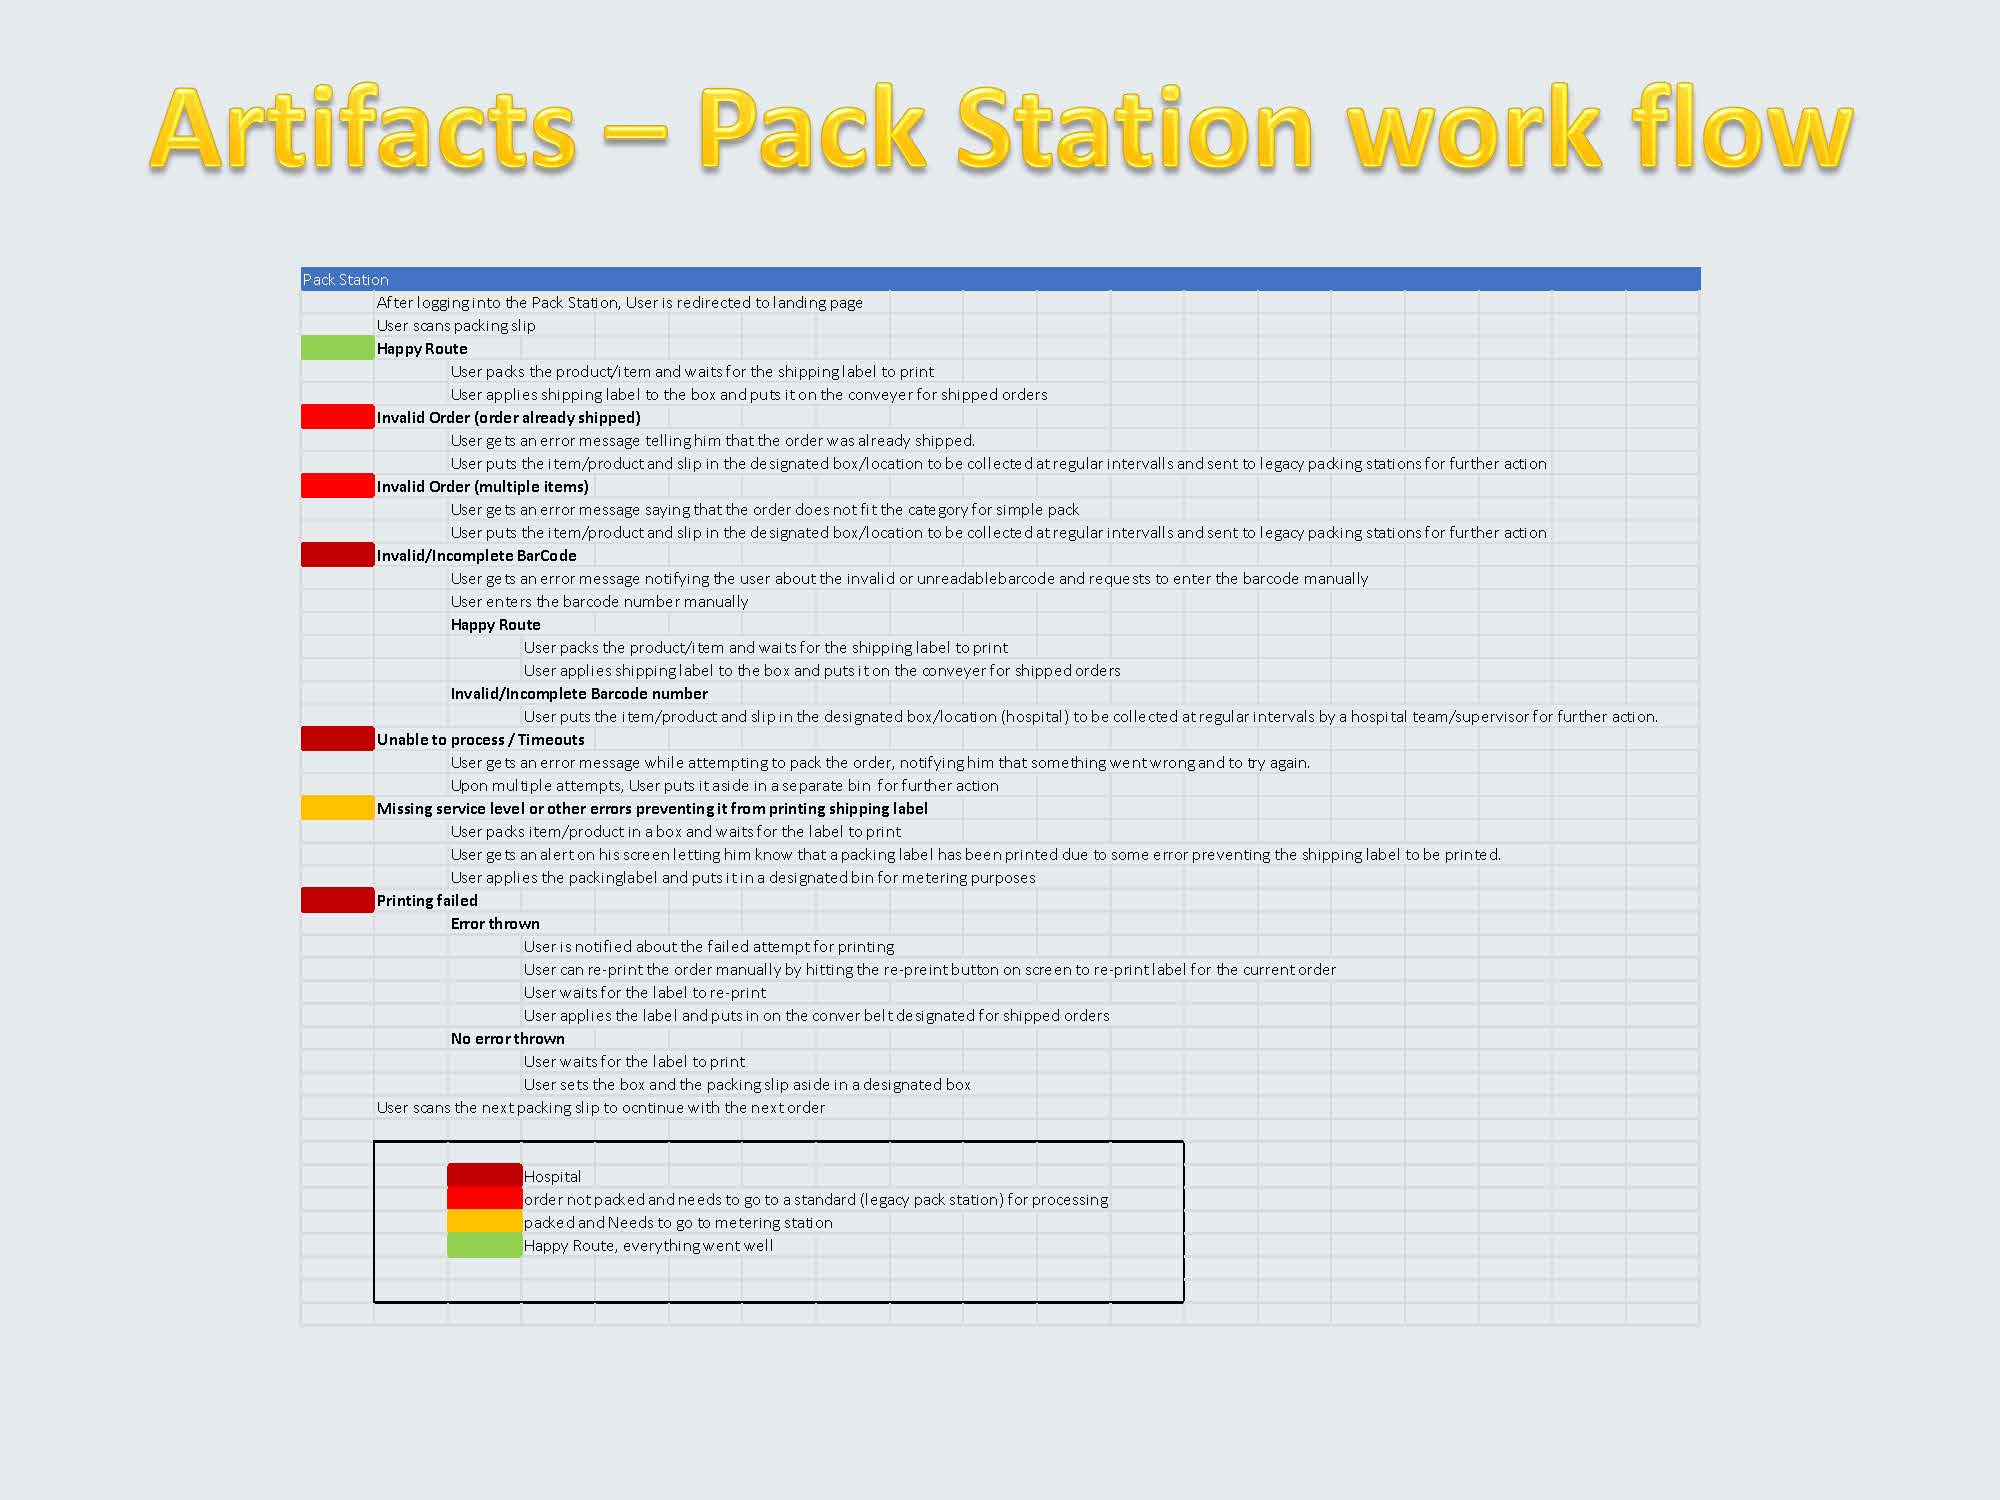 Artifacts – Pack Station work flow
Pack Station
After logging into the Pack Station, User is redirected to landing page
User scans packing slip
Happy Route
User packs the product/item and waits for the shipping label to print
User applies shipping label to the box and puts it on the conveyer for shipped orders
Invalid Order (order already shipped)
User gets an error message telling him that the order was already shipped.
User puts the item/product and slip in the designated box/location to be collected at regular intervalls and sent to legacy packing stations for further action
Invalid Order (multiple items)
User gets an error message saying that the order does not fit the category for simple pack
User puts the item/product and slip in the designated box/location to be collected at regular intervalls and sent to legacy packing stations for further action
Invalid/Incomplete BarCode
User gets an error message notifying the user about the invalid or unreadablebarcode and requests to enter the barcode manually
User enters the barcode number manually
Happy Route
User packs the product/item and waits for the shipping label to print
User applies shipping label to the box and puts it on the conveyer for shipped orders
Invalid/Incomplete Barcode number
User puts the item/product and slip in the designated box/location (hospital) to be collected at regular intervals by a hospital team/supervisor for further action.
Unable to process / Timeouts
User gets an error message while attempting to pack the order, notifying him that something went wrong and to try again.
Upon multiple attempts, User puts it aside in a separate bin for further action
Missing service level or other errors preventing it from printing shipping label
User packs item/product in a box and waits for the label to print
User gets an alert on his screen letting him know that a packing label has been printed due to some error preventing the shipping label to be printed.
User applies the packinglabel and puts it in a designated bin for metering purposes
Printing failed
Error thrown
User is notified about the failed attempt for printing
User can re-print the order manually by hitting the re-preint button on screen to re-print label for the current order
User waits for the label to re-print
User applies the label and puts in on the conver belt designated for shipped orders
No error thrown
User waits for the label to print
User sets the box and the packing slip aside in a designated box
User scans the next packing slip to ocntinue with the next order
Hospital
order not packed and needs to go to a standard (legacy pack station) for processing
packed and Needs to go to metering station
Happy Route, everything went well